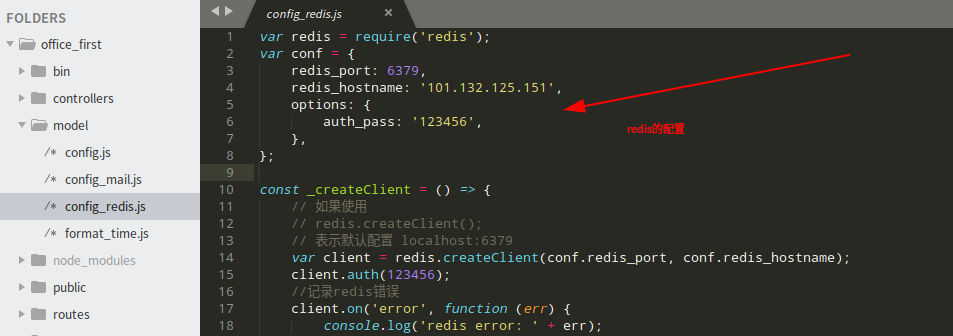 FOLDERS
office_first
bin
controllers
model
/* config.js
/* config_mail.js
/* config_redis.js
/* format_time.js
node_modules
public
routes
config_redis.js ×
1 var redis = require('redis');
2 var conf = {
3 redis_port: 6379,
4 redis_hostname: '101.132.125.151',
5 options: {
6 auth_pass: '123456',
7 },
8 };
9
10 const _createClient = () => {
11 // 如果使用
12 // redis.createClient();
13 // 表示默认配置 localhost:6379
14 var client = redis.createClient(conf.redis_port, conf.redis_hostname);
15 client.auth(123456);
16 //记录redis错误
17 client.on('error', function (err) {
18 console.log('redis error: ' + err);
redis的配置